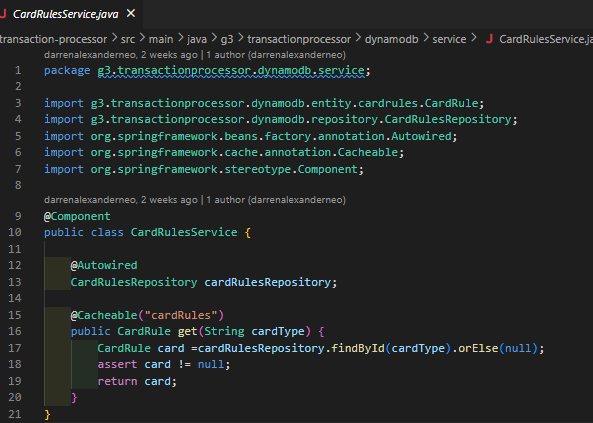 J CardRulesService.java ×
transaction-processor > src > main > java > g3 > transactionprocessor > dynamodb > service > J CardRulesService.ja
darrenalexanderneo, 2 weeks ago | 1 author (darrenalexanderneo)
1 package g3.transactionprocessor.dynamodb.service;
2
3 import g3.transactionprocessor.dynamodb.entity.cardrules.CardRule;
4 import g3.transactionprocessor.dynamodb.repository.CardRulesRepository;
5 import org.springframework.beans.factory.annotation.Autowired;
6 import org.springframework.cache.annotation.Cacheable;
7 import org.springframework.stereotype.Component;
8
darrenalexanderneo, 2 weeks ago | 1 author (darrenalexanderneo)
9 @Component
10 public class CardRulesService {
11
12     @Autowired
13     CardRulesRepository cardRulesRepository;
14
15     @Cacheable("cardRules")
16     public CardRule get(String cardType) {
17         CardRule card =cardRulesRepository.findById(cardType).orElse(null);
18         assert card != null;
19         return card;
20     }
21 }